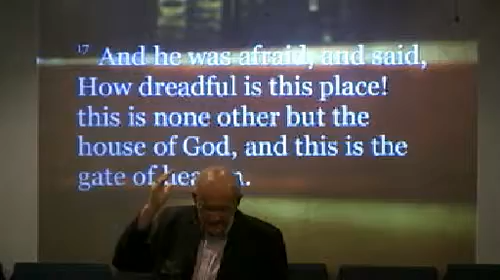 17 And he was afraid, and said,
How dreadful is this place!
this is none other but the
house of God, and this is the
gate of heaven.